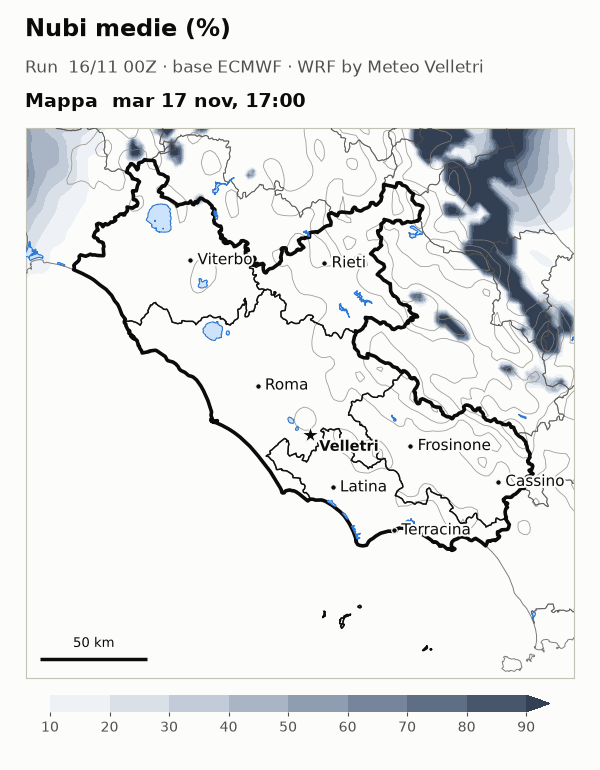 Nubi medie (%)
Run 16/11 00Z · base ECMWF · WRF by Meteo Velletri
Mappa mar 17 nov, 17:00
Viterbo
Rieti
Roma
Velletri
Frosinone
Latina
Cassino
Terracina
50 km
10 20 30 40 50 60 70 80 90